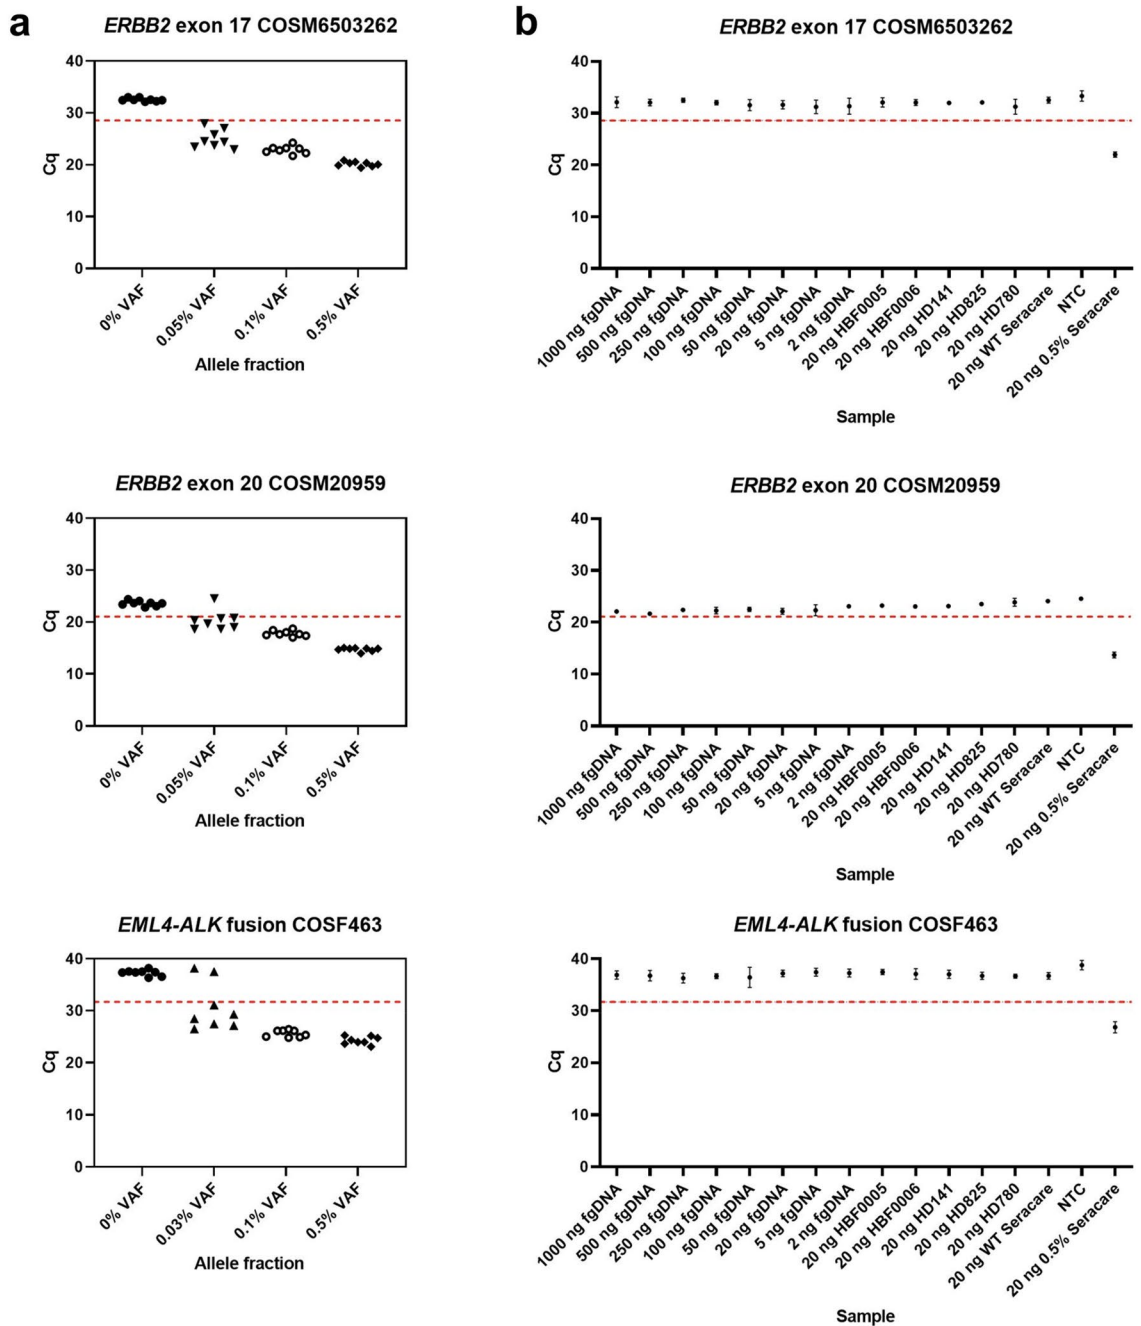 a
ERBB2 exon 17 COSM6503262
40
30
20
10
0
Cq
0% VAF
0.05% VAF
0.1% VAF
0.5% VAF
Allele fraction
b
ERBB2 exon 17 COSM6503262
40
30
20
10
0
Cq
1000 ng fgDNA
500 ng fgDNA
250 ng fgDNA
100 ng fgDNA
50 ng fgDNA
20 ng fgDNA
5 ng fgDNA
2 ng fgDNA
20 ng HBF0005
20 ng HBF0006
20 ng HD141
20 ng HD825
20 ng HD780
20 ng WT Seracare
NTC
20 ng 0.5% Seracare
Sample
ERBB2 exon 20 COSM20959
40
30
20
10
0
Cq
0% VAF
0.05% VAF
0.1% VAF
0.5% VAF
Allele fraction
ERBB2 exon 20 COSM20959
40
30
20
10
0
Cq
1000 ng fgDNA
500 ng fgDNA
250 ng fgDNA
100 ng fgDNA
50 ng fgDNA
20 ng fgDNA
5 ng fgDNA
2 ng fgDNA
20 ng HBF0005
20 ng HBF0006
20 ng HD141
20 ng HD825
20 ng HD780
20 ng WT Seracare
NTC
20 ng 0.5% Seracare
Sample
EML4-ALK fusion COSF463
40
30
20
10
0
Cq
0% VAF
0.03% VAF
0.1% VAF
0.5% VAF
Allele fraction
EML4-ALK fusion COSF463
40
30
20
10
0
Cq
1000 ng fgDNA
500 ng fgDNA
250 ng fgDNA
100 ng fgDNA
50 ng fgDNA
20 ng fgDNA
5 ng fgDNA
2 ng fgDNA
20 ng HBF0005
20 ng HBF0006
20 ng HD141
20 ng HD825
20 ng HD780
20 ng WT Seracare
NTC
20 ng 0.5% Seracare
Sample